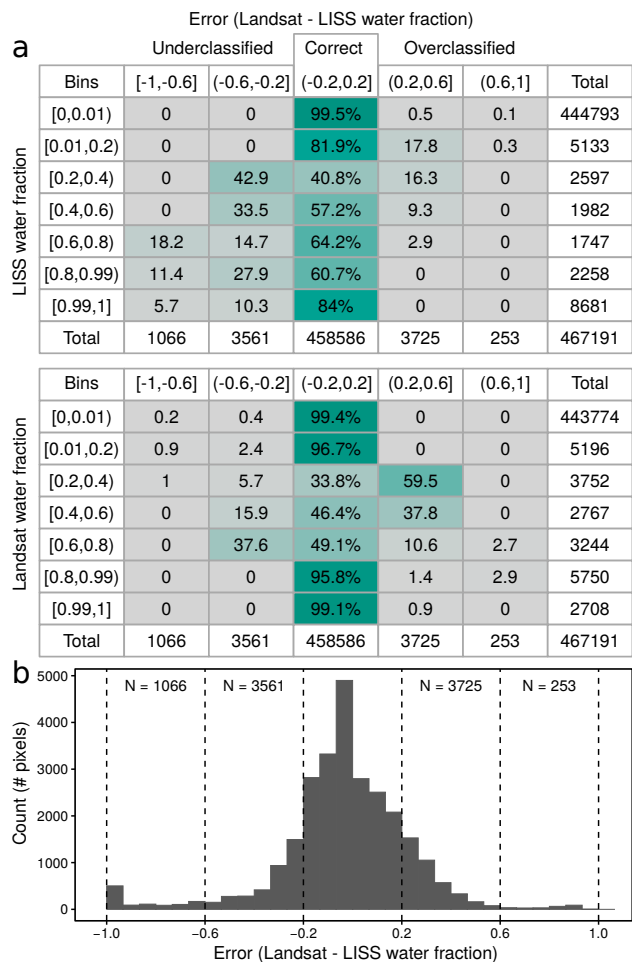 Error (Landsat - LISS water fraction)
a
Underclassified Correct Overclassified
Bins [-1,-0.6] (-0.6,-0.2] (-0.2,0.2] (0.2,0.6] (0.6,1] Total
[0,0.01) 0 0 99.5% 0.5 0.1 444793
[0.01,0.2) 0 0 81.9% 17.8 0.3 5133
[0.2,0.4) 0 42.9 40.8% 16.3 0 2597
[0.4,0.6) 0 33.5 57.2% 9.3 0 1982
[0.6,0.8) 18.2 14.7 64.2% 2.9 0 1747
[0.8,0.99) 11.4 27.9 60.7% 0 0 2258
[0.99,1] 5.7 10.3 84% 0 0 8681
Total 1066 3561 458586 3725 253 467191
LISS water fraction
Bins [-1,-0.6] (-0.6,-0.2] (-0.2,0.2] (0.2,0.6] (0.6,1] Total
[0,0.01) 0.2 0.4 99.4% 0 0 443774
[0.01,0.2) 0.9 2.4 96.7% 0 0 5196
[0.2,0.4) 1 5.7 33.8% 59.5 0 3752
[0.4,0.6) 0 15.9 46.4% 37.8 0 2767
[0.6,0.8) 0 37.6 49.1% 10.6 2.7 3244
[0.8,0.99) 0 0 95.8% 1.4 2.9 5750
[0.99,1] 0 0 99.1% 0.9 0 2708
Total 1066 3561 458586 3725 253 467191
Landsat water fraction
b
N = 1066 N = 3561 N = 3725 N = 253
5000
4000
3000
2000
1000
0
Count (# pixels)
−1.0 −0.6 −0.2 0.2 0.6 1.0
Error (Landsat - LISS water fraction)